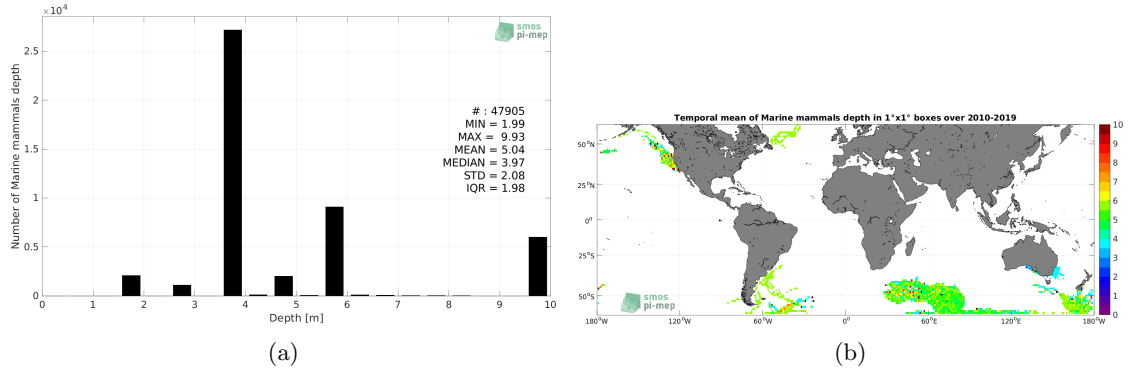 ×10⁴
smos
pi-mep
2.5
2
1.5
1
0.5
0
Number of Marine mammals depth
# : 47905
MIN = 1.99
MAX = 9.93
MEAN = 5.04
MEDIAN = 3.97
STD = 2.08
IQR = 1.98
0 1 2 3 4 5 6 7 8 9 10
Depth [m]
(a)
Temporal mean of Marine mammals depth in 1°x1° boxes over 2010-2019
50°N
25°N
0°
25°S
50°S
smos
pi-mep
180°W 120°W 60°W 0° 60°E 120°E 180°W
10
9
8
7
6
5
4
3
2
1
0
(b)